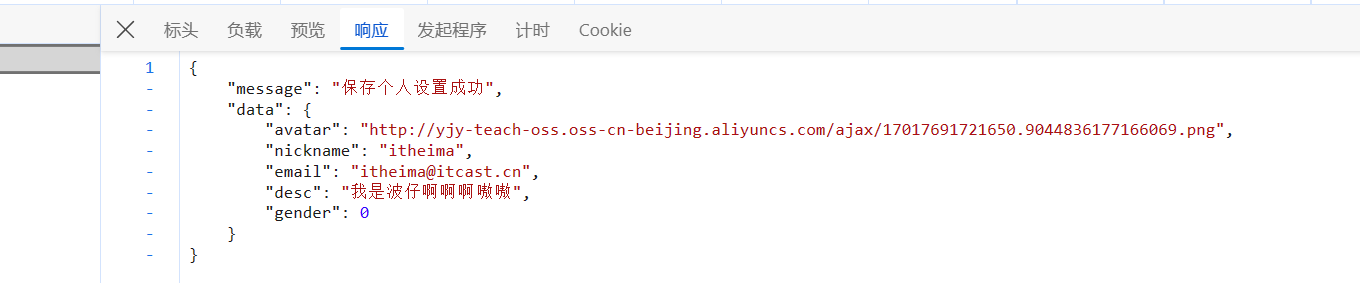 标头 负载 预览 响应 发起程序 计时 Cookie
1 {
- "message": "保存个人设置成功",
- "data": {
- "avatar": "http://yjy-teach-oss.oss-cn-beijing.aliyuncs.com/ajax/17017691721650.9044836177166069.png",
- "nickname": "itheima",
- "email": "itheima@itcast.cn",
- "desc": "我是波仔啊啊啊嗷嗷",
- "gender": 0
- }
- }